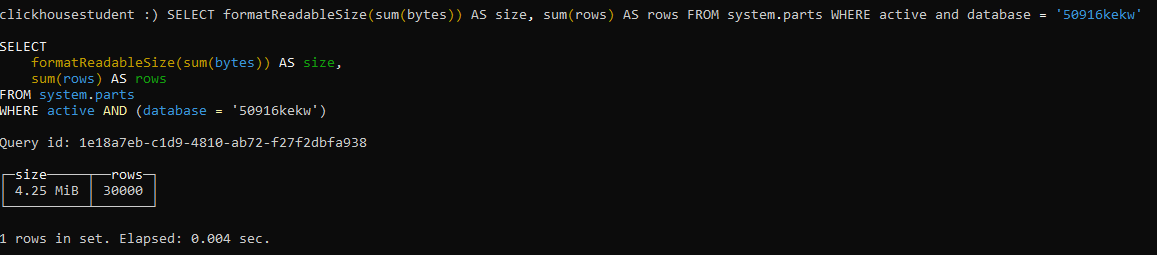 clickhousestudent :) SELECT formatReadableSize(sum(bytes)) AS size, sum(rows) AS rows FROM system.parts WHERE active and database = '50916kekw'
SELECT
    formatReadableSize(sum(bytes)) AS size,
    sum(rows) AS rows
FROM system.parts
WHERE active AND (database = '50916kekw')
Query id: 1e18a7eb-c1d9-4810-ab72-f27f2dbfa938
┌─size─────┬──rows─┐
│ 4.25 MiB │ 30000 │
└──────────┴───────┘
1 rows in set. Elapsed: 0.004 sec.